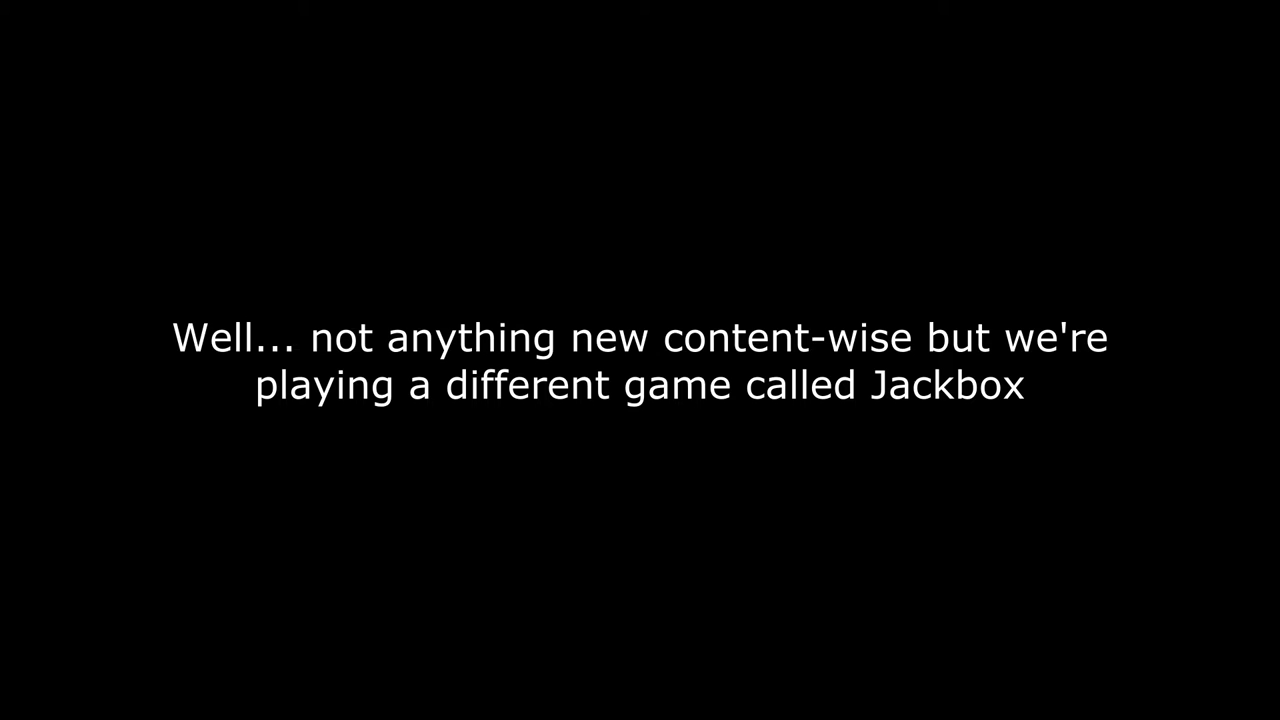 Well... not anything new content-wise but we're
playing a different game called Jackbox